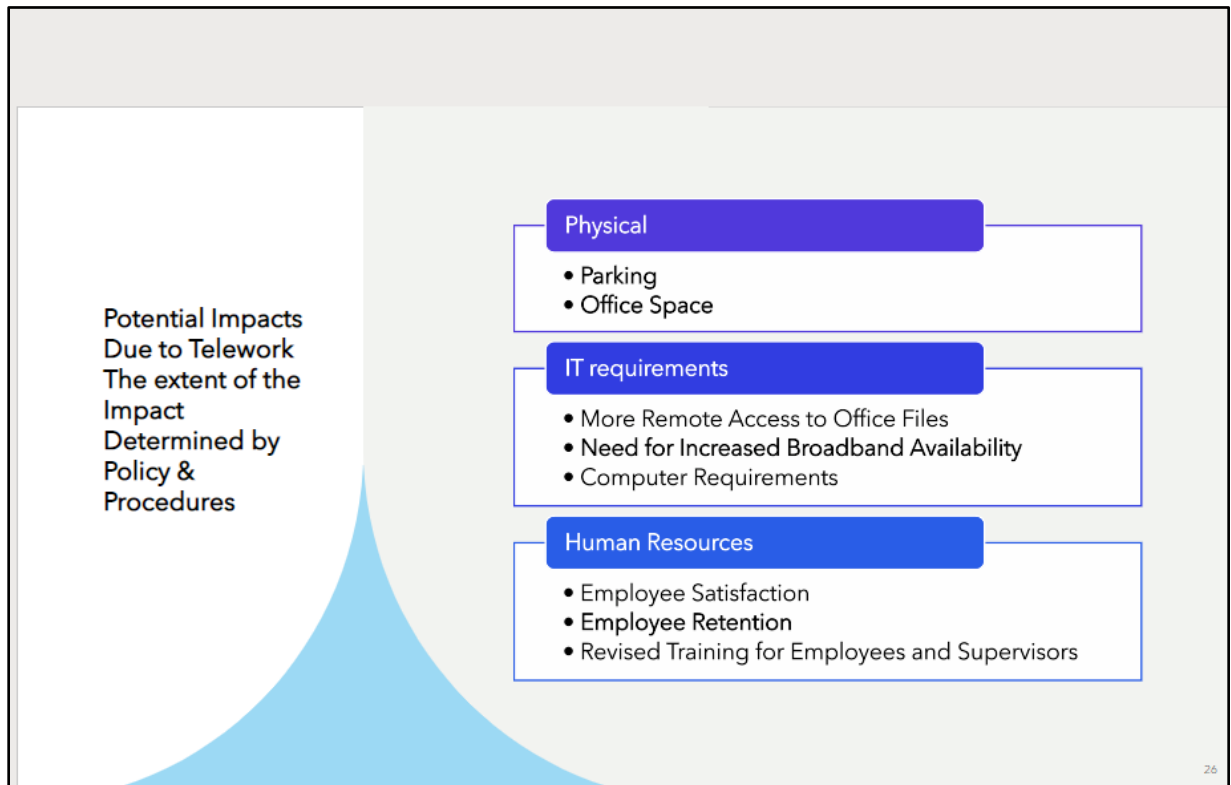 Potential Impacts
Due to Telework
The extent of the
Impact
Determined by
Policy &
Procedures
Physical
• Parking
• Office Space
IT requirements
• More Remote Access to Office Files
• Need for Increased Broadband Availability
• Computer Requirements
Human Resources
• Employee Satisfaction
• Employee Retention
• Revised Training for Employees and Supervisors
26